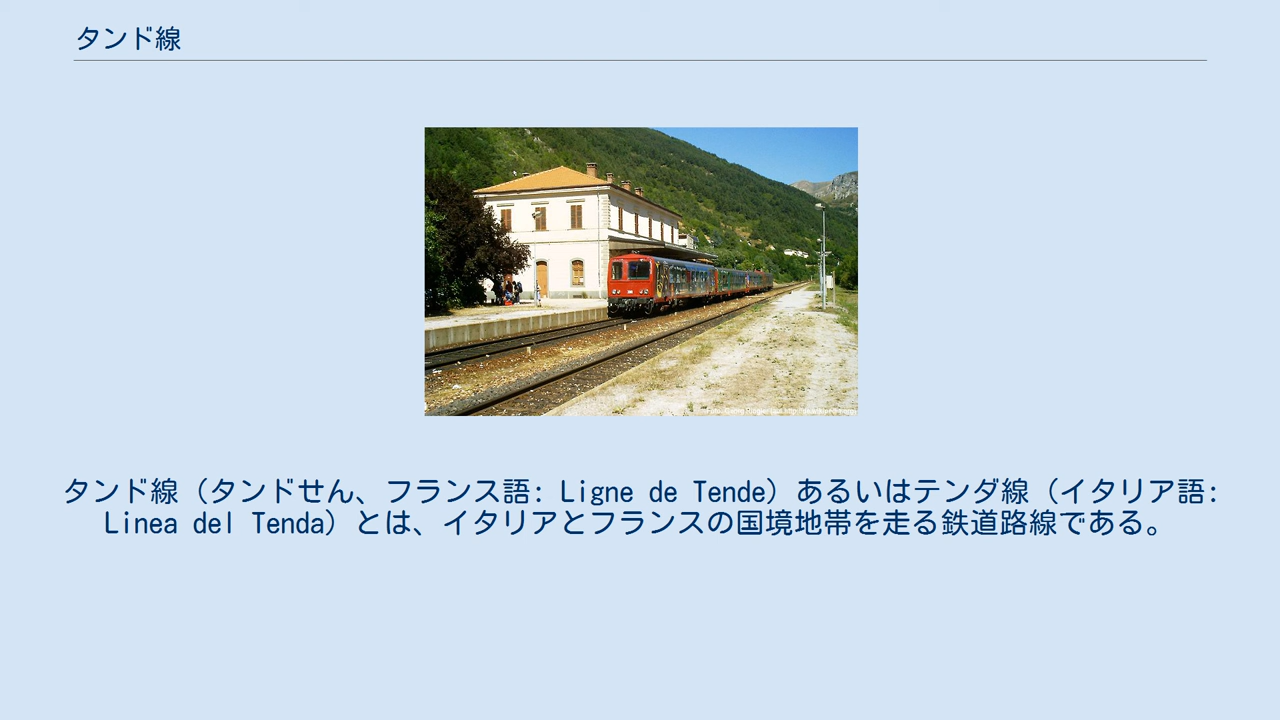 タンド線
タンド線（タンドせん、フランス語: Ligne de Tende）あるいはテンダ線（イタリア語:
Linea del Tenda）とは、イタリアとフランスの国境地帯を走る鉄道路線である。